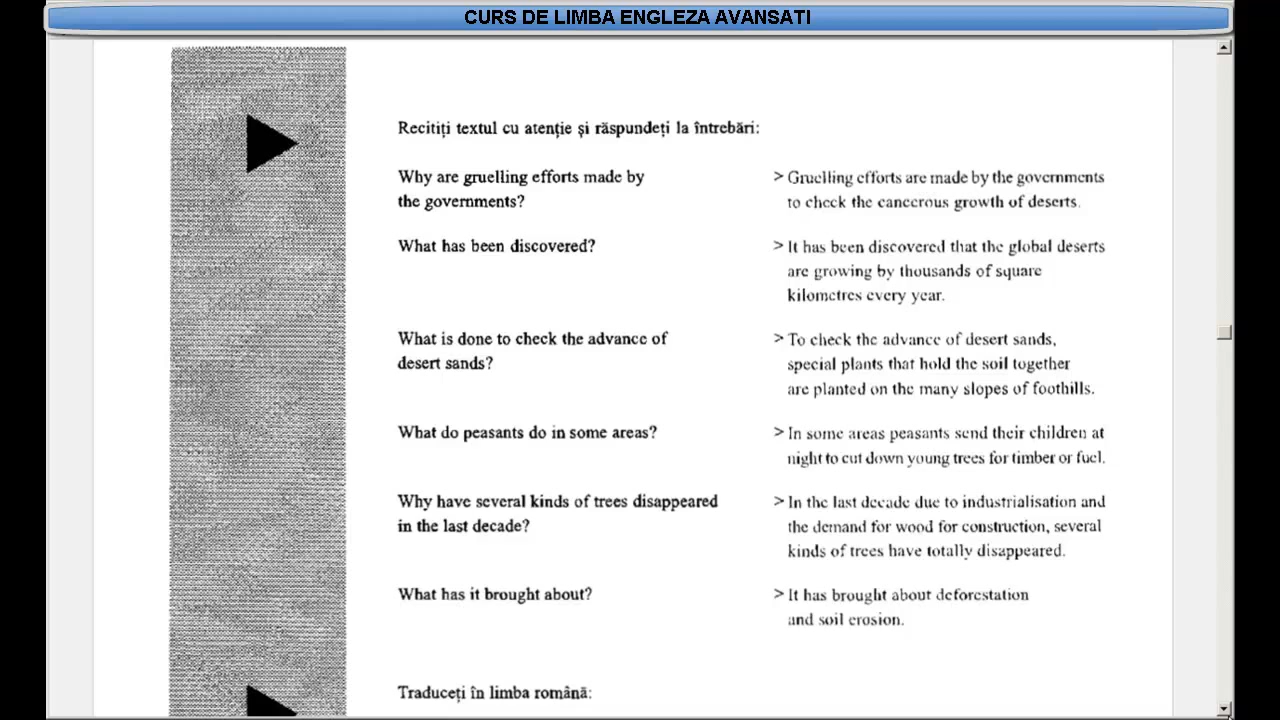 CURS DE LIMBA ENGLEZA AVANSATI
Recitiți textul cu atenție și răspundeți la întrebări:
Why are gruelling efforts made by
the governments?
> Gruelling efforts are made by the governments
to check the cancerous growth of deserts.
What has been discovered?
> It has been discovered that the global deserts
are growing by thousands of square
kilometres every year.
What is done to check the advance of
desert sands?
> To check the advance of desert sands,
special plants that hold the soil together
are planted on the many slopes of foothills.
What do peasants do in some areas?
> In some areas peasants send their children at
night to cut down young trees for timber or fuel.
Why have several kinds of trees disappeared
in the last decade?
> In the last decade due to industrialisation and
the demand for wood for construction, several
kinds of trees have totally disappeared.
What has it brought about?
> It has brought about deforestation
and soil erosion.
Traduceți în limba română: